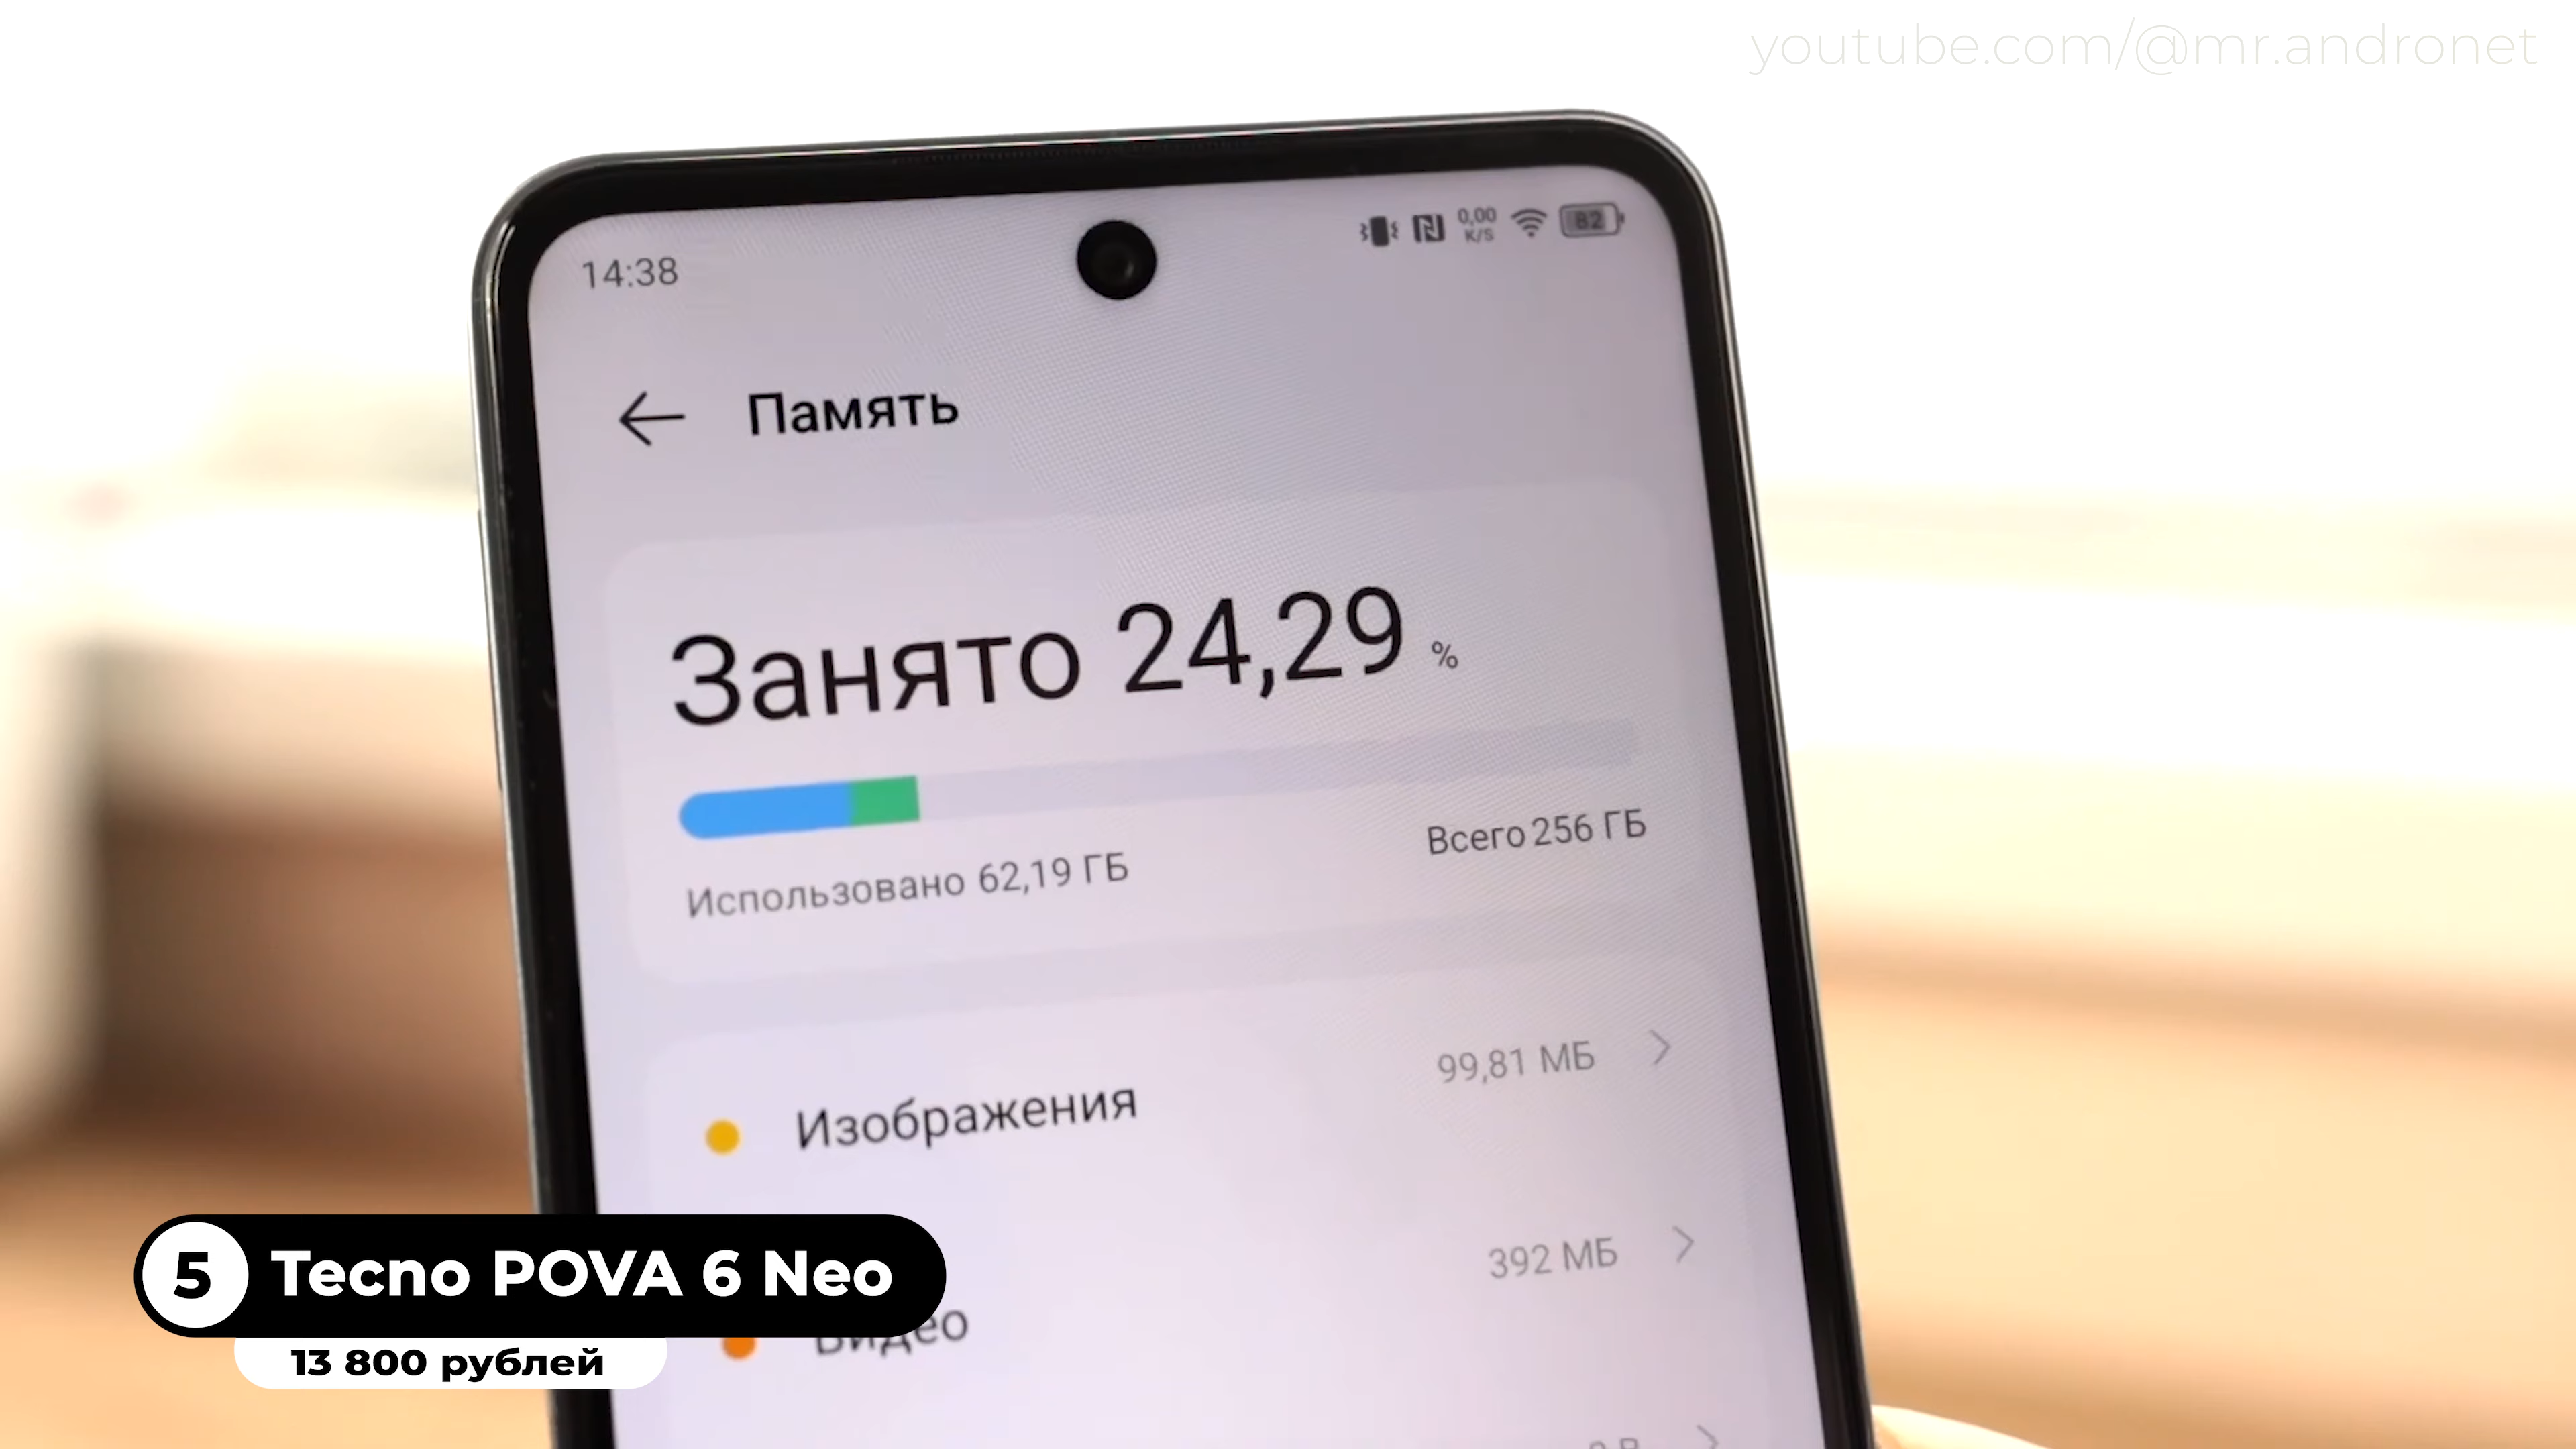 youtube.com/@mr.andronet
14:38
0,00
K/S
82
Память
Занято 24,29 %
Использовано 62,19 ГБ
Всего 256 ГБ
Изображения
99,81 МБ
Видео
392 МБ
5
Tecno POVA 6 Neo
13 800 рублей